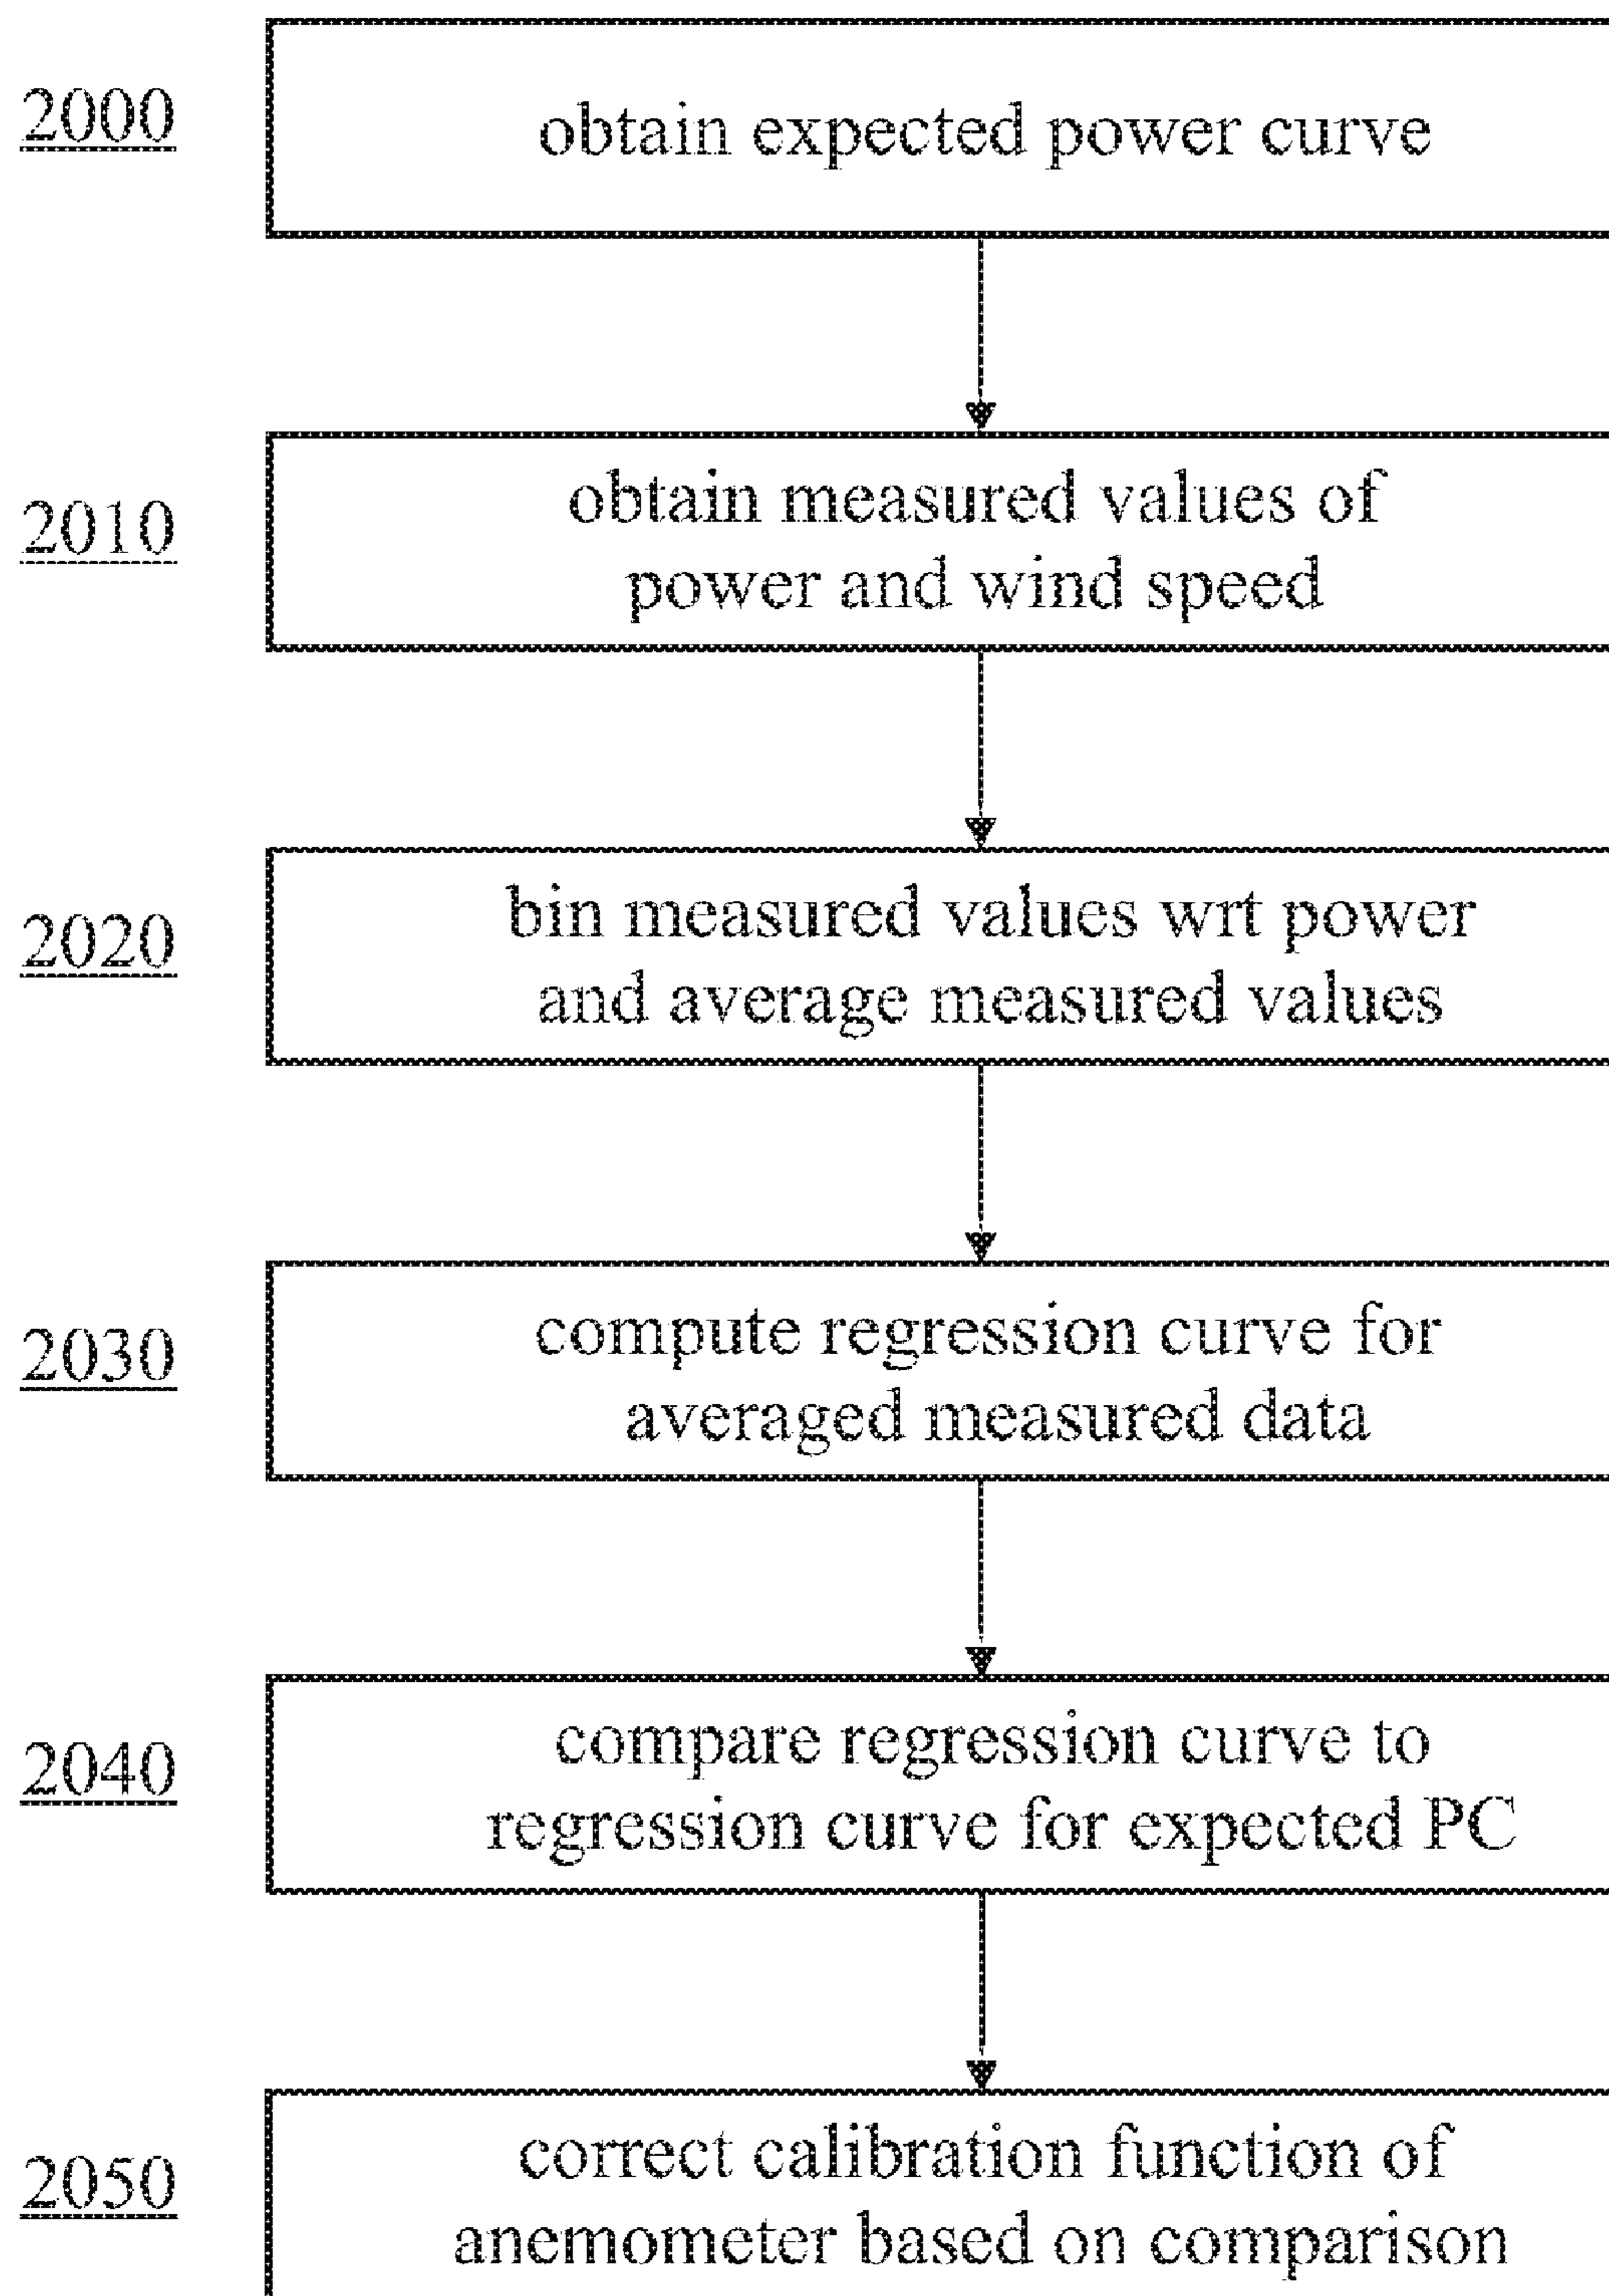 2000
obtain expected power curve
2010
obtain measured values of
power and wind speed
2020
bin measured values wrt power
and average measured values
2030
compute regression curve for
averaged measured data
2040
compare regression curve to
regression curve for expected PC
2050
correct calibration function of
anemometer based on comparison